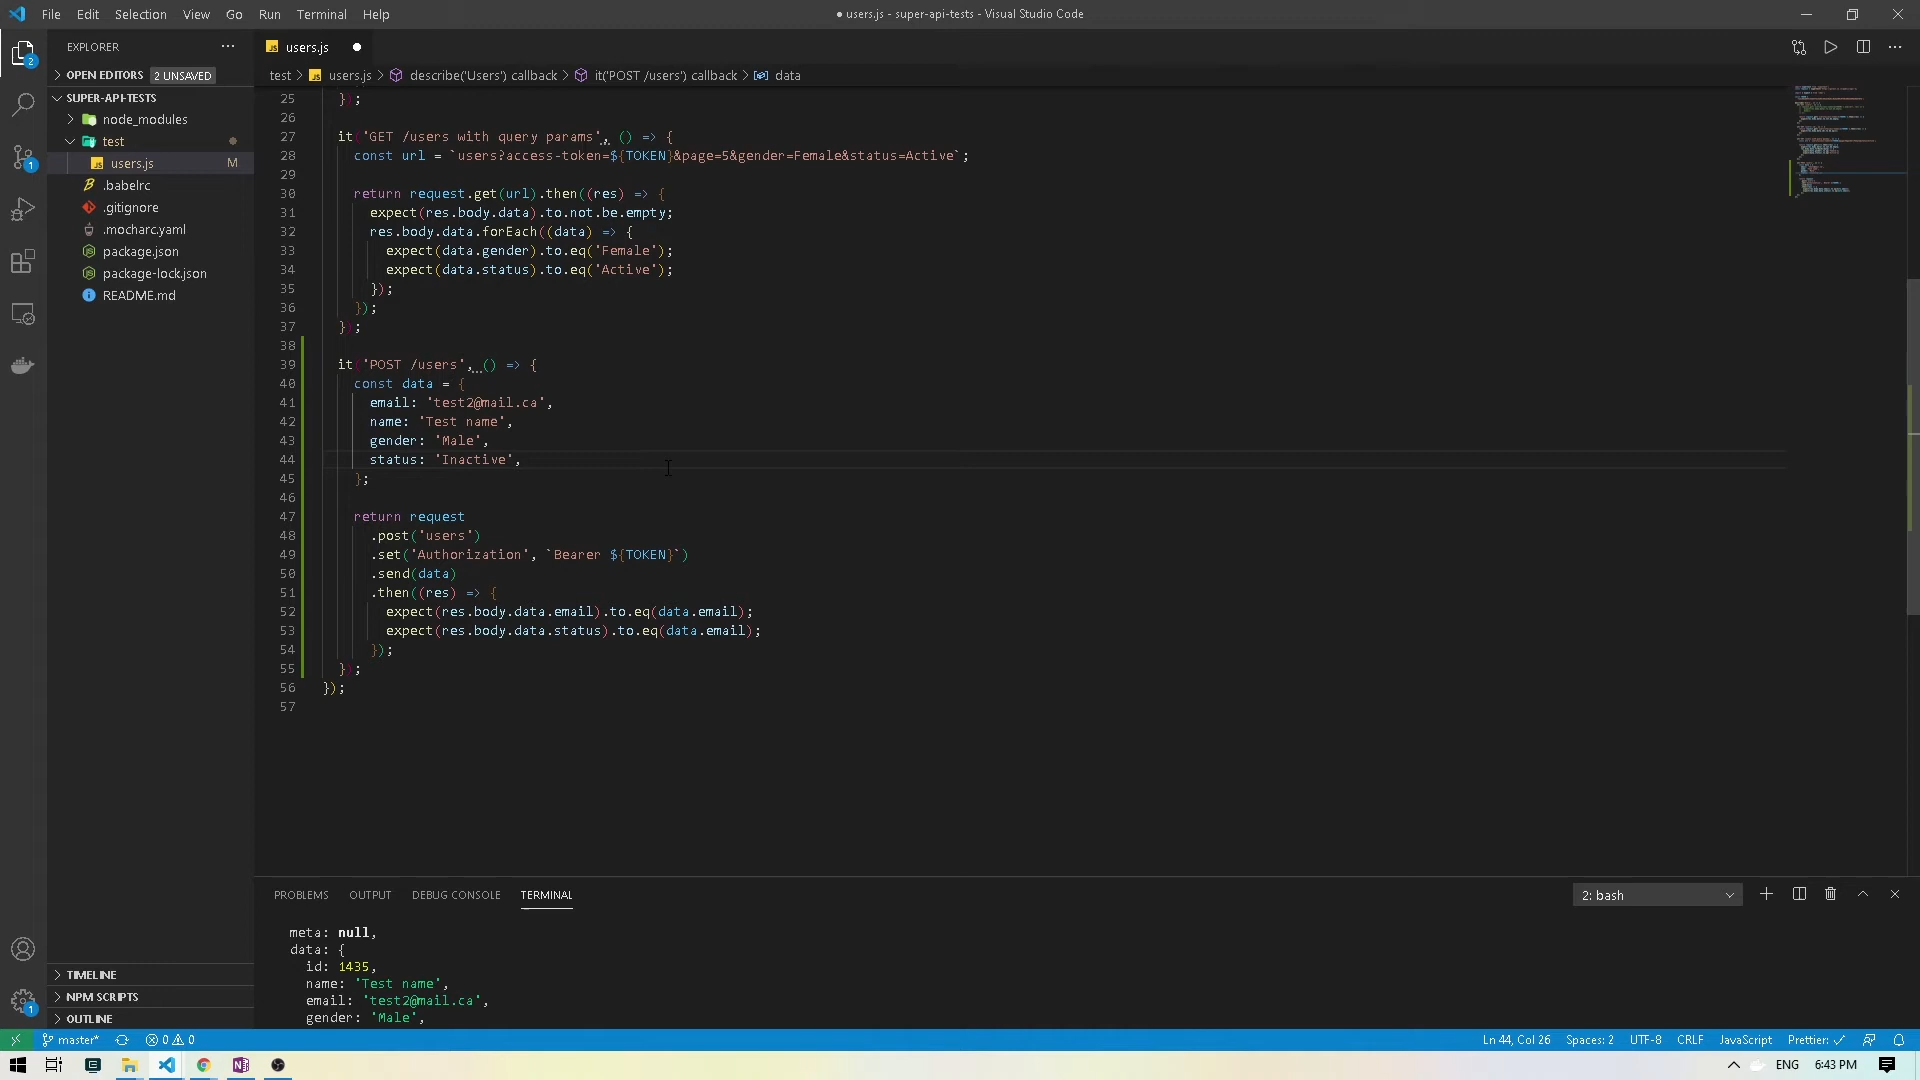 File Edit Selection View Go Run Terminal Help
● users.js - super-api-tests - Visual Studio Code
EXPLORER
OPEN EDITORS 2 UNSAVED
SUPER-API-TESTS
node_modules
test
users.js M
.babelrc
.gitignore
.mocharc.yaml
package.json
package-lock.json
README.md
TIMELINE
NPM SCRIPTS
OUTLINE
users.js
test > users.js > describe('Users') callback > it('POST /users') callback > data
25 });
26
27 it('GET /users with query params', () => {
28 const url = `users?access-token=${TOKEN}&page=5&gender=Female&status=Active`;
29
30 return request.get(url).then((res) => {
31 expect(res.body.data).to.not.be.empty;
32 res.body.data.forEach((data) => {
33 expect(data.gender).to.eq('Female');
34 expect(data.status).to.eq('Active');
35 });
36 });
37 });
38
39 it('POST /users', () => {
40 const data = {
41 email: 'test2@mail.ca',
42 name: 'Test name',
43 gender: 'Male',
44 status: 'Inactive',
45 };
46
47 return request
48 .post('users')
49 .set('Authorization', `Bearer ${TOKEN}`)
50 .send(data)
51 .then((res) => {
52 expect(res.body.data.email).to.eq(data.email);
53 expect(res.body.data.status).to.eq(data.email);
54 });
55 });
56 });
57
PROBLEMS OUTPUT DEBUG CONSOLE TERMINAL
2: bash
meta: null,
data: {
id: 1435,
name: 'Test name',
email: 'test2@mail.ca',
gender: 'Male',
master* 0 0
Ln 44, Col 26 Spaces: 2 UTF-8 CRLF JavaScript Prettier: ✓
ENG 6:43 PM